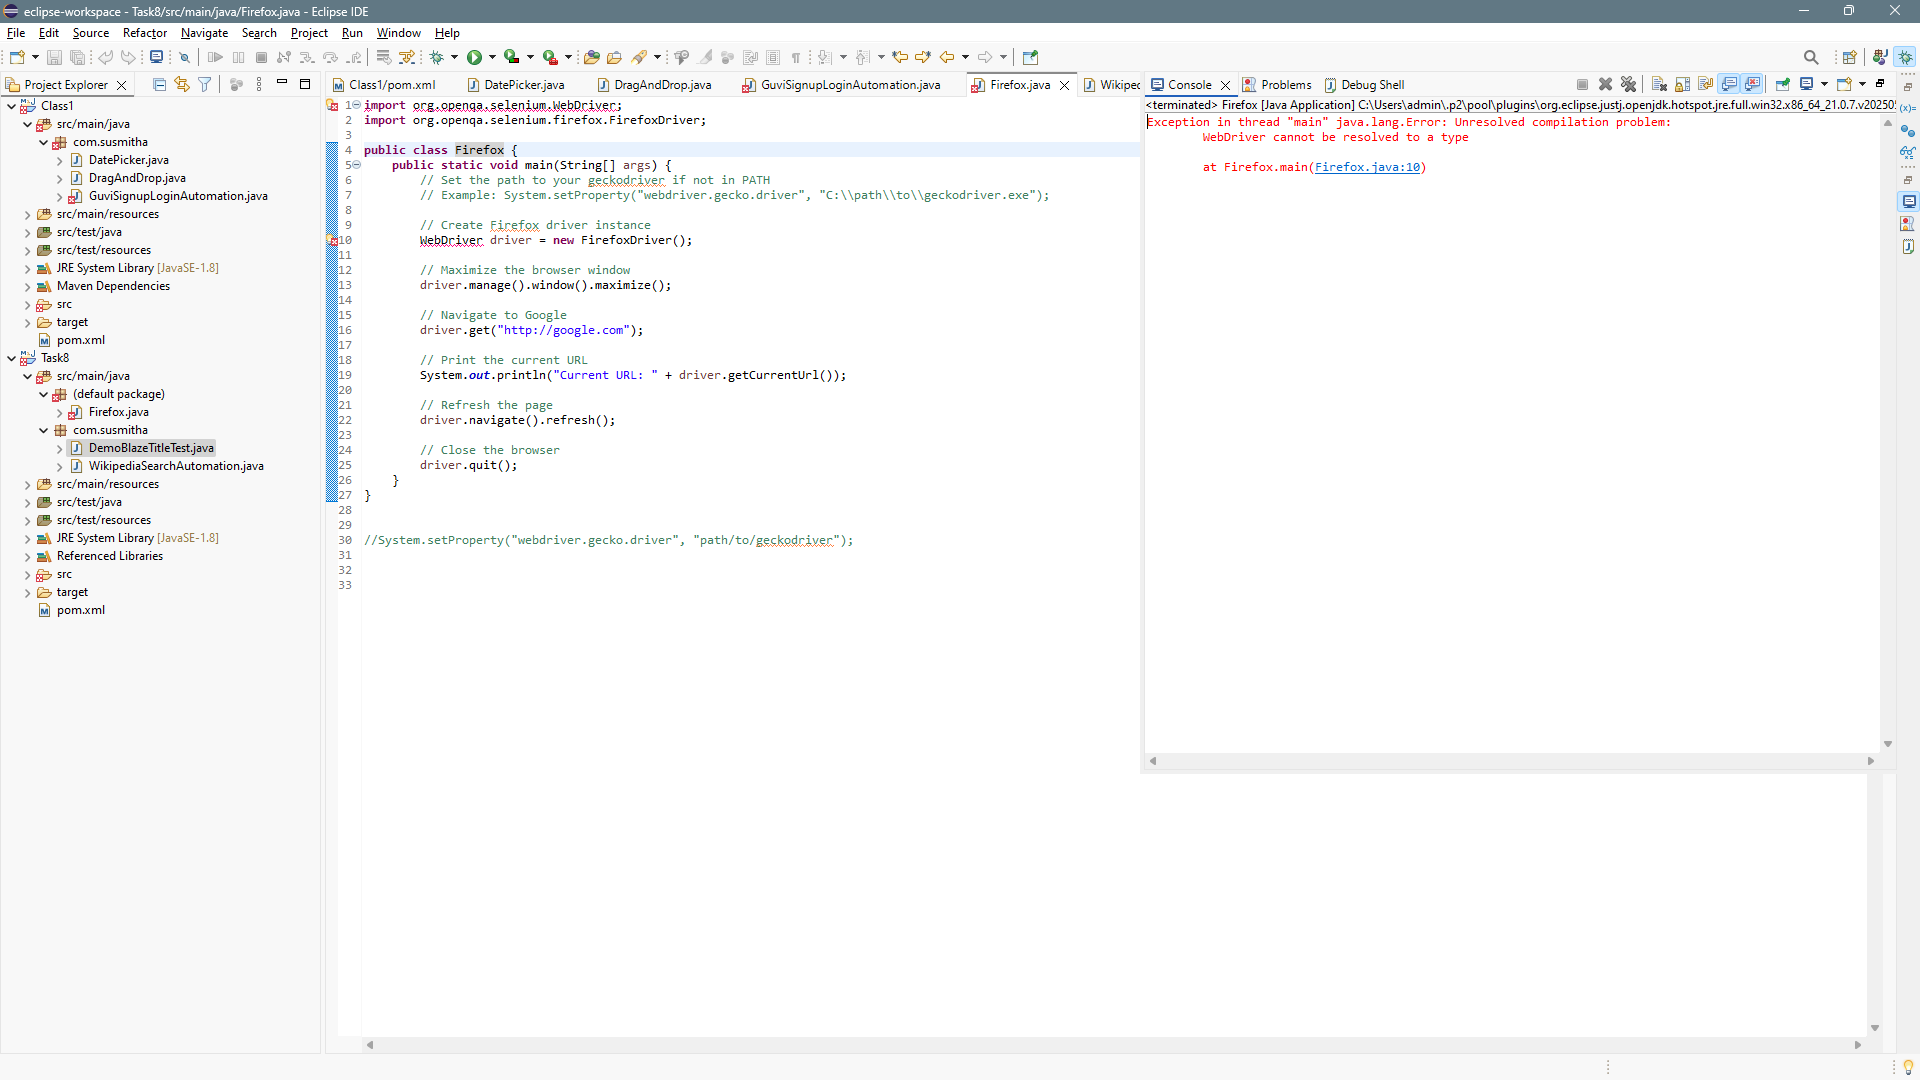 eclipse-workspace - Task8/src/main/java/Firefox.java - Eclipse IDE
File Edit Source Refactor Navigate Search Project Run Window Help
Project Explorer
Class1
src/main/java
com.susmitha
DatePicker.java
DragAndDrop.java
GuviSignupLoginAutomation.java
src/main/resources
src/test/java
src/test/resources
JRE System Library [JavaSE-1.8]
Maven Dependencies
src
target
pom.xml
Task8
src/main/java
(default package)
Firefox.java
com.susmitha
DemoBlazeTitleTest.java
WikipediaSearchAutomation.java
src/main/resources
src/test/java
src/test/resources
JRE System Library [JavaSE-1.8]
Referenced Libraries
src
target
pom.xml
Class1/pom.xml DatePicker.java DragAndDrop.java GuviSignupLoginAutomation.java Firefox.java Wikipec
1 import org.openqa.selenium.WebDriver;
2 import org.openqa.selenium.firefox.FirefoxDriver;
3
4 public class Firefox {
5 public static void main(String[] args) {
6 // Set the path to your geckodriver if not in PATH
7 // Example: System.setProperty("webdriver.gecko.driver", "C:\\path\\to\\geckodriver.exe");
8
9 // Create Firefox driver instance
10 WebDriver driver = new FirefoxDriver();
11
12 // Maximize the browser window
13 driver.manage().window().maximize();
14
15 // Navigate to Google
16 driver.get("http://google.com");
17
18 // Print the current URL
19 System.out.println("Current URL: " + driver.getCurrentUrl());
20
21 // Refresh the page
22 driver.navigate().refresh();
23
24 // Close the browser
25 driver.quit();
26 }
27 }
28
29
30 //System.setProperty("webdriver.gecko.driver", "path/to/geckodriver");
31
32
33
Console Problems Debug Shell
<terminated> Firefox [Java Application] C:\Users\admin\.p2\pool\plugins\org.eclipse.justj.openjdk.hotspot.jre.full.win32.x86_64_21.0.7.v202505
Exception in thread "main" java.lang.Error: Unresolved compilation problem:
WebDriver cannot be resolved to a type
at Firefox.main(Firefox.java:10)